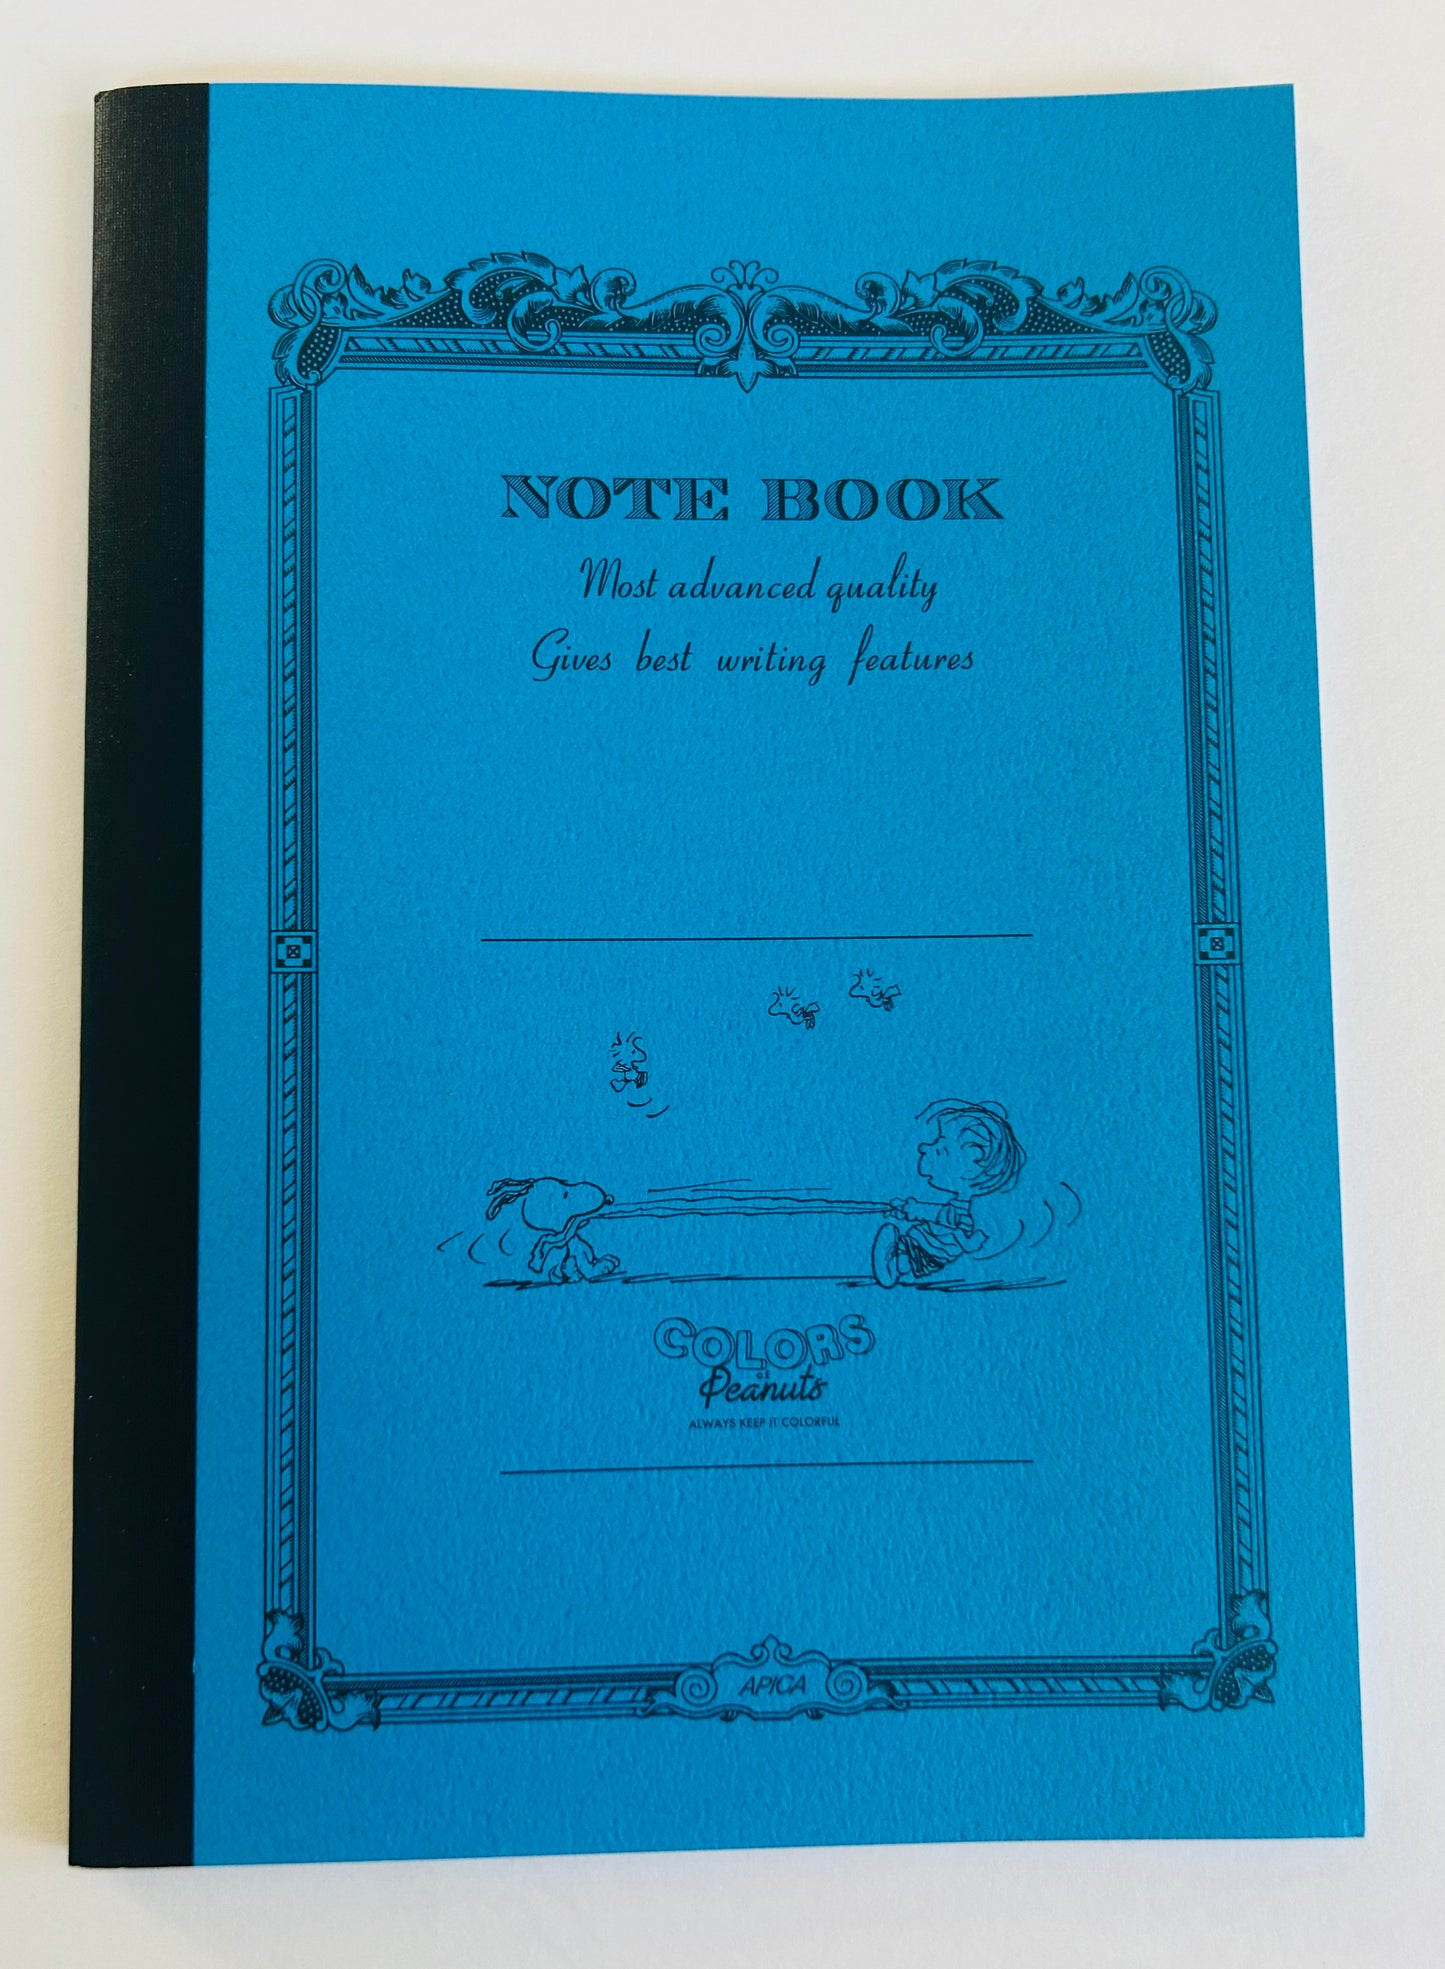 NOTE BOOK
Most advanced quality
Gives best writing features
COLORS
OF
Peanuts
ALWAYS KEEP IT COLORFUL
APICA